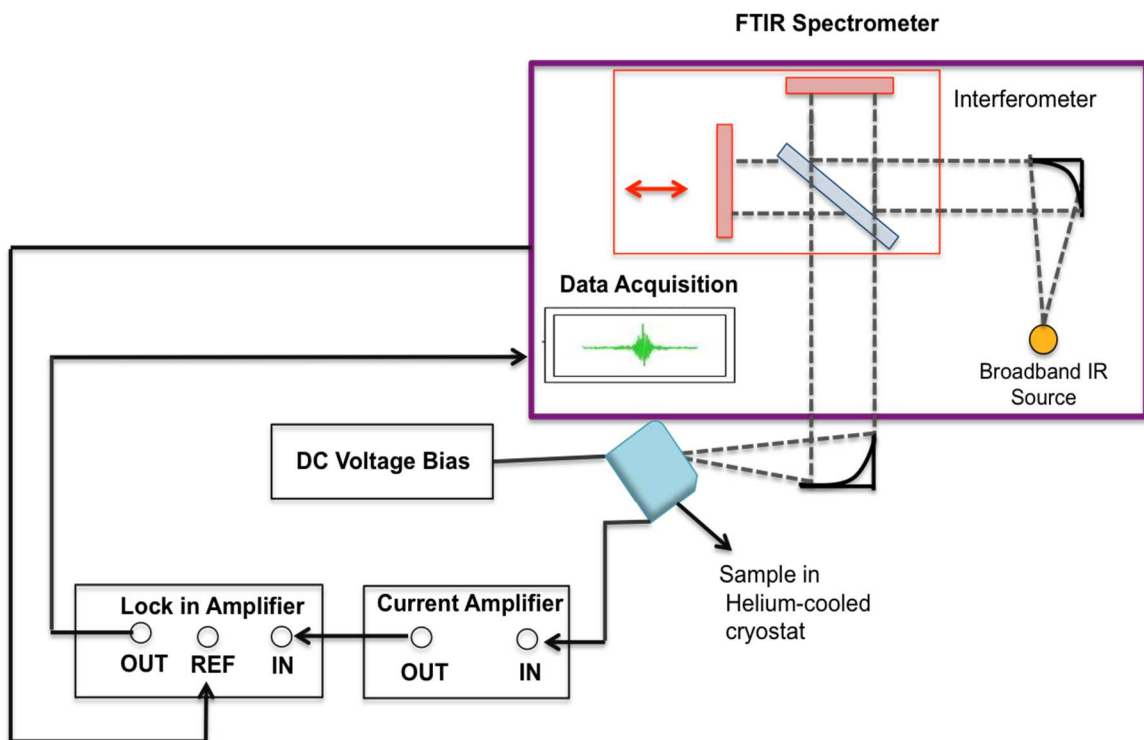 FTIR Spectrometer
Interferometer
Data Acquisition
Broadband IR
Source
DC Voltage Bias
Sample in
Helium-cooled
cryostat
Lock in Amplifier
OUT
REF
IN
Current Amplifier
OUT
IN